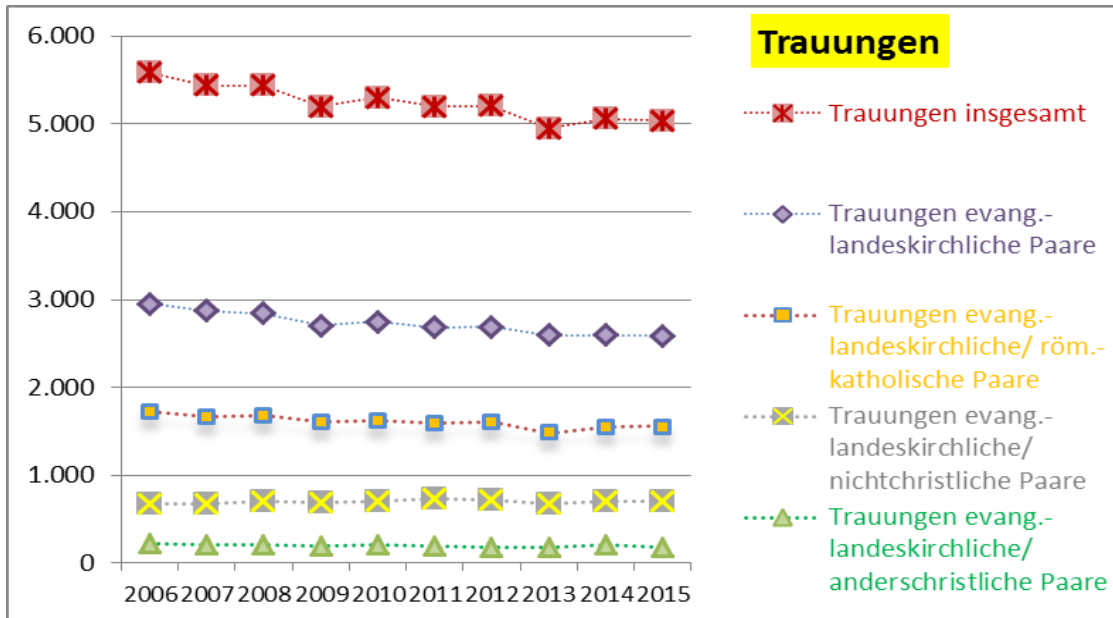 Trauungen
6.000
5.000
4.000
3.000
2.000
1.000
0
2006 2007 2008 2009 2010 2011 2012 2013 2014 2015
Trauungen insgesamt
Trauungen evang.-
landeskirchliche Paare
Trauungen evang.-
landeskirchliche/ röm.-
katholische Paare
Trauungen evang.-
landeskirchliche/
nichtchristliche Paare
Trauungen evang.-
landeskirchliche/
anderschristliche Paare